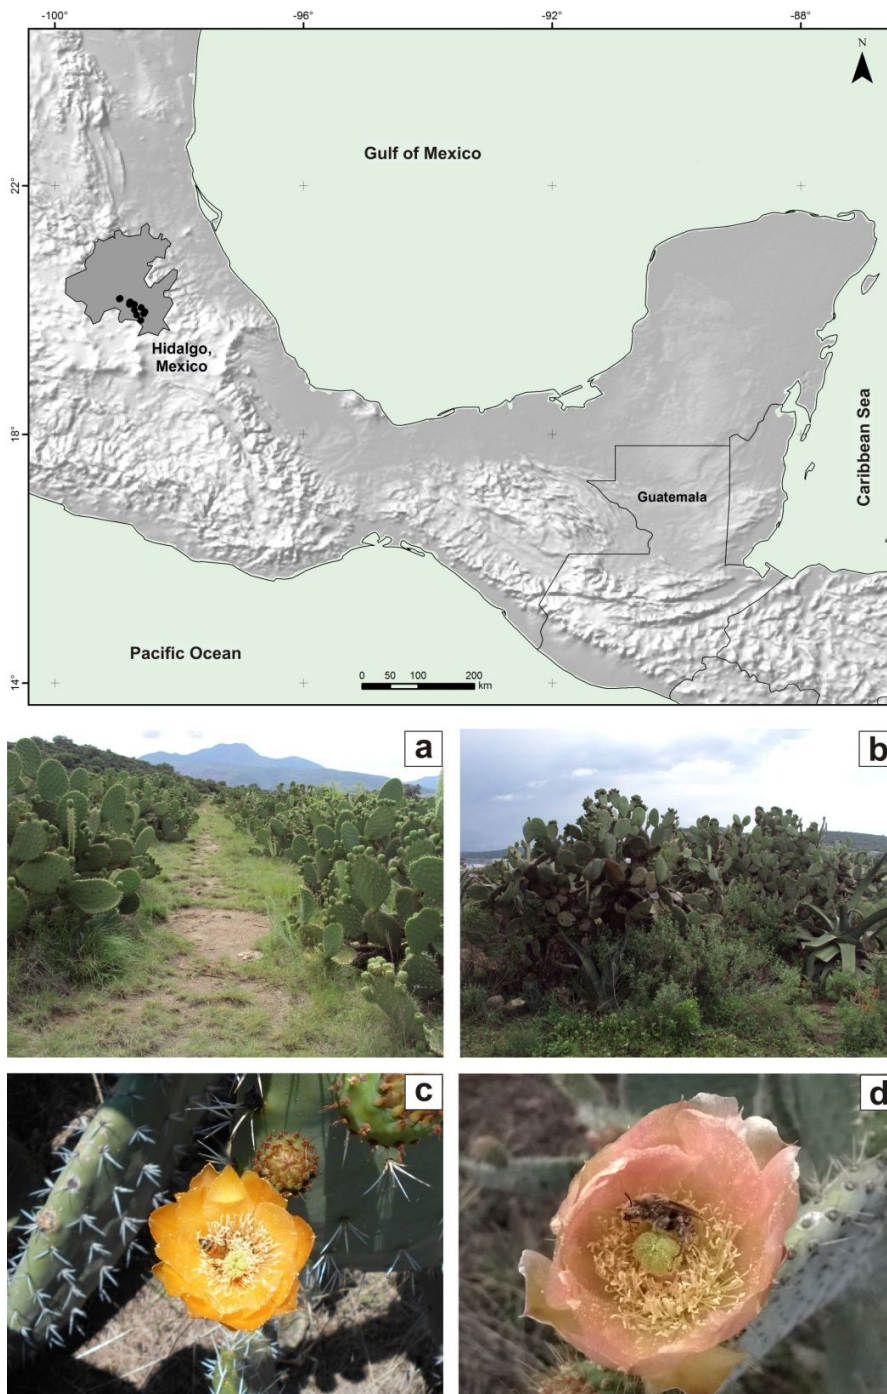 -100°
-96°
-92°
-88°
N
Gulf of Mexico
22°
Hidalgo,
Mexico
18°
Caribbean Sea
Guatemala
Pacific Ocean
0 50 100 200
km
14°
a
b
c
d